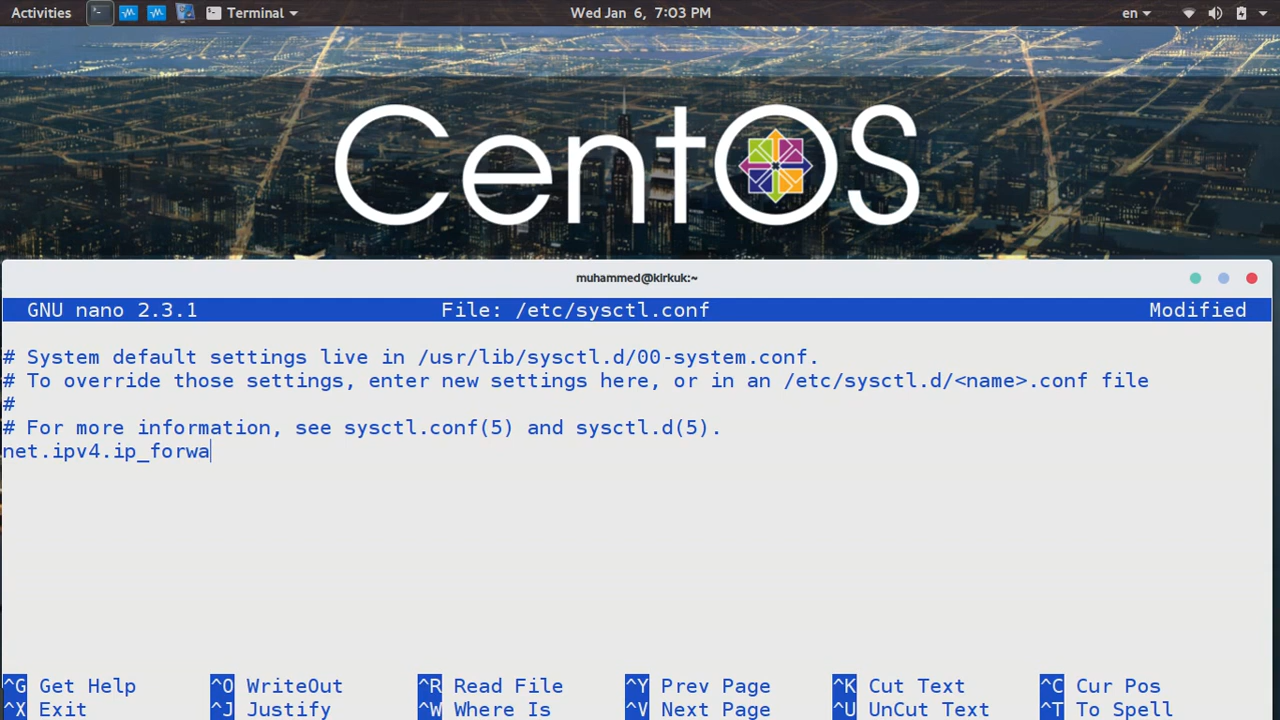 Activities Terminal Wed Jan 6, 7:03 PM en
CentOS
muhammed@kirkuk:~
GNU nano 2.3.1 File: /etc/sysctl.conf Modified
# System default settings live in /usr/lib/sysctl.d/00-system.conf.
# To override those settings, enter new settings here, or in an /etc/sysctl.d/<name>.conf file
#
# For more information, see sysctl.conf(5) and sysctl.d(5).
net.ipv4.ip_forwa
^G Get Help ^O WriteOut ^R Read File ^Y Prev Page ^K Cut Text ^C Cur Pos
^X Exit ^J Justify ^W Where Is ^V Next Page ^U UnCut Text ^T To Spell